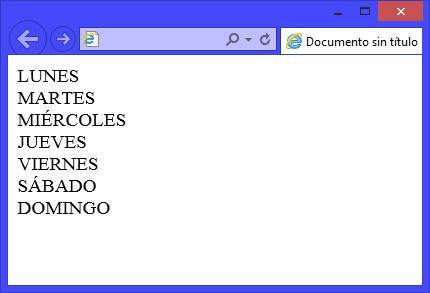 Documento sin título
LUNES
MARTES
MIÉRCOLES
JUEVES
VIERNES
SÁBADO
DOMINGO